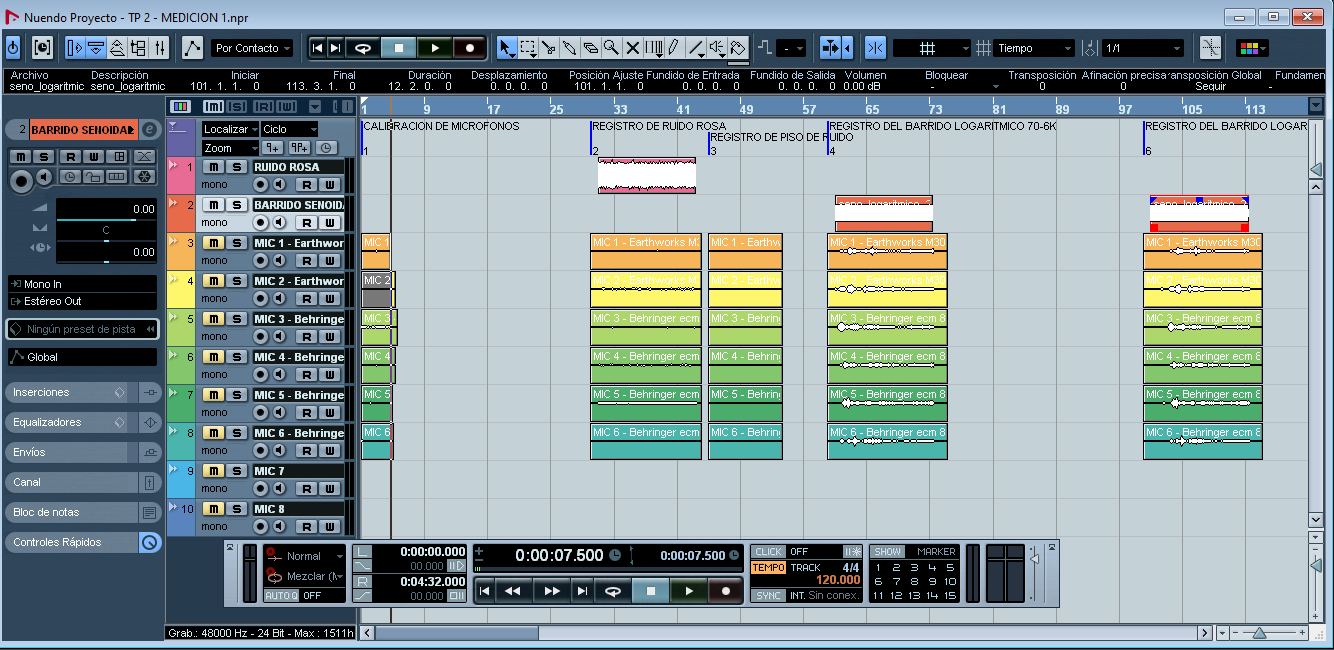 Nuendo Proyecto - TP 2 - MEDICION 1.npr
Por Contacto
Tiempo
1/1
Archivo Descripción Iniciar Final Duración Desplazamiento Posición Ajuste Fundido de Entrada Fundido de Salida Volumen Bloquear Transposición Afinación precisa ransposición Global Fundamen
seno_logaritmic seno_logaritmic 101. 1. 1. 0 113. 3. 1. 0 12. 2. 0. 0 0. 0. 0. 0 101. 1. 1. 0 0. 0. 0. 0 0. 0. 0. 0 0.00 dB - Seguir -
1 9 17 25 33 41 49 57 65 73 81 89 97 105 113
2 BARRIDO SENOIDAL
m S R W
0.00
C
0.00
Mono In
Estéreo Out
Ningún preset de pista
Global
Inserciones
Ecualizadores
Envíos
Canal
Bloc de notas
Controles Rápidos
Localizar Ciclo
Zoom
CALIBRACION DE MICROFONOS
1
REGISTRO DE RUIDO ROSA
2
REGISTRO DE PISO DE RUIDO
3
REGISTRO DEL BARRIDO LOGARITMICO 70-6K
4
REGISTRO DEL BARRIDO LOGAR
6
1 m S RUIDO ROSA
mono R W
2 m S BARRIDO SENOID
mono R W
seno_logaritmico_2
seno_logaritmico_2
3 m S MIC 1 - Earthwor
mono R W
MIC 1
MIC 1 - Earthworks M
MIC 1 - Earthw
MIC 1 - Earthworks M30
MIC 1 - Earthworks M30
4 m S MIC 2 - Earthwor
mono R W
MIC 2
MIC 2 - Earthworks M
MIC 2 - Earthw
MIC 2 - Earthworks M30
MIC 2 - Earthworks M30
5 m S MIC 3 - Behringe
mono R W
MIC 3
MIC 3 - Behringer ecm
MIC 3 - Behrin
MIC 3 - Behringer ecm 8
MIC 3 - Behringer ecm 8
6 m S MIC 4 - Behringe
mono R W
MIC 4
MIC 4 - Behringer ecm
MIC 4 - Behrin
MIC 4 - Behringer ecm 8
MIC 4 - Behringer ecm 8
7 m S MIC 5 - Behringe
mono R W
MIC 5
MIC 5 - Behringer ecm
MIC 5 - Behrin
MIC 5 - Behringer ecm 8
MIC 5 - Behringer ecm 8
8 m S MIC 6 - Behringe
mono R W
MIC 6
MIC 6 - Behringer ecm
MIC 6 - Behrin
MIC 6 - Behringer ecm 8
MIC 6 - Behringer ecm 8
9 m S MIC 7
mono R W
10 m S MIC 8
mono R W
Normal
Mezclar (M
AUTO Q OFF
L 0:00:00.000
00.000
R 0:04:32.000
00.000
0:00:07.500
0:00:07.500
CLICK OFF
TEMPO TRACK 4/4
120.000
SYNC INT. Sin conex.
SHOW MARKER
1 2 3 4 5
6 7 8 9 10
11 12 13 14 15
Grab.: 48000 Hz - 24 Bit - Max : 1511h